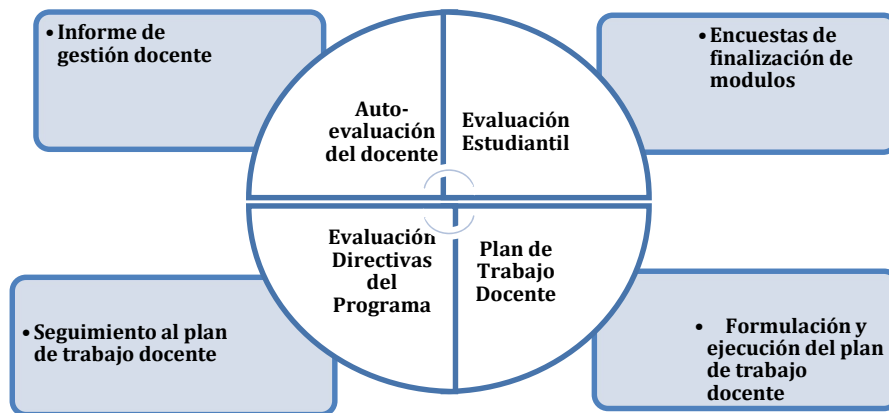 • Informe de
gestión docente
• Encuestas de
finalización de
modulos
Auto-
evaluación
del docente
Evaluación
Estudiantil
Evaluación
Directivas
del
Programa
Plan de
Trabajo
Docente
• Seguimiento al plan
de trabajo docente
• Formulación y
ejecución del plan
de trabajo
docente